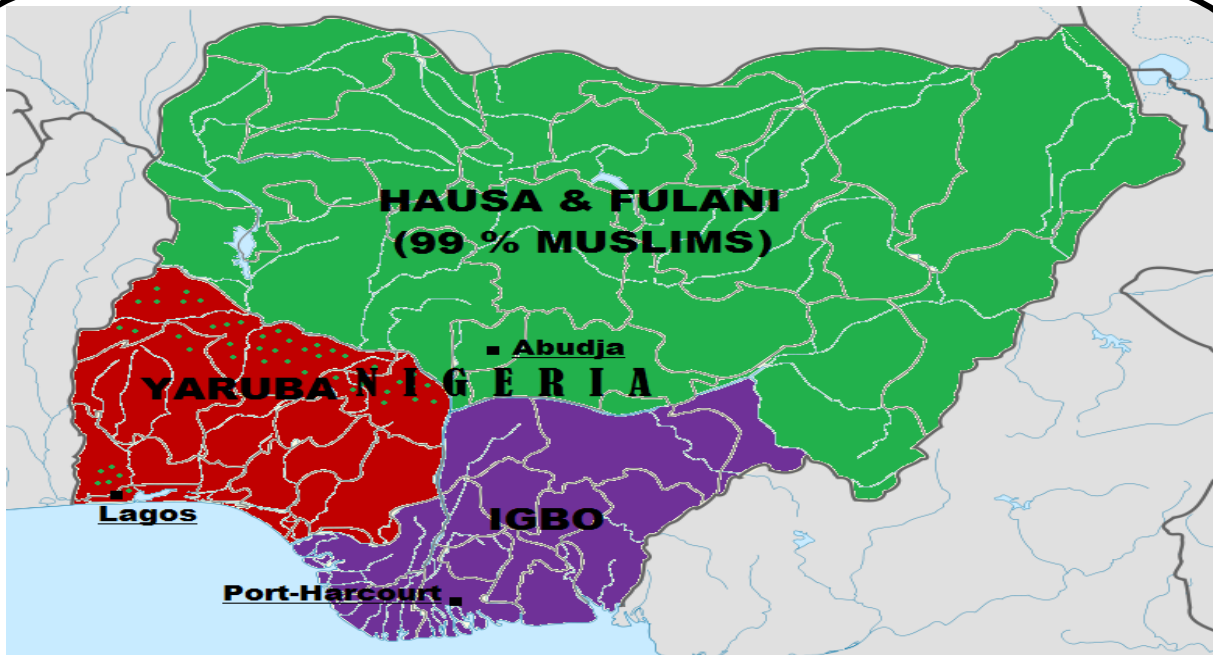 HAUSA & FULANI
(99 % MUSLIMS)
Abudja
YARUBA
NIGERIA
Lagos
IGBO
Port-Harcourt